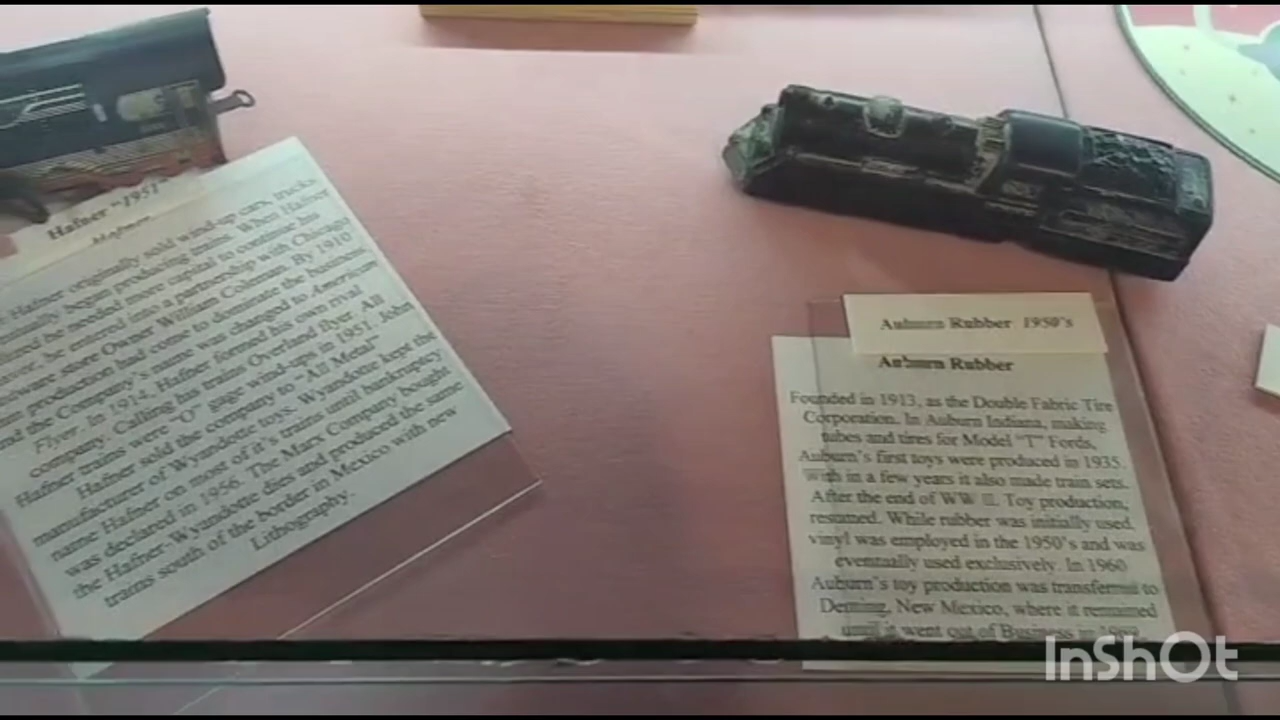 Hafner "1951"
Hafner
Hafner originally sold wind-up cars, trucks
began producing trains. When Hafner
he needed more capital to continue his
he entered into a partnership with Chicago
store Owner William Coleman. By 1910
production had come to dominate the business
and the Company's name was changed to American
Flyer. In 1914, Hafner formed his own rival
company. Calling his trains Overland flyer. All
Hafner trains were "O" gage wind-ups in 1951. John
Hafner sold the company to "All Metal"
manufacturer of Wyandotte toys. Wyandotte kept the
name Hafner on most of it's trains until bankruptcy
was declared in 1956. The Marx Company bought
the Hafner-Wyandotte dies and produced the same
trains south of the border in Mexico with new
Lithography.
Auburn Rubber 1950's
Auburn Rubber
Founded in 1913, as the Double Fabric Tire
Corporation. In Auburn Indiana, making
tubes and tires for Model "T" Fords,
Auburn's first toys were produced in 1935.
with in a few years it also made train sets.
After the end of WW II. Toy production,
resumed. While rubber was initially used,
vinyl was employed in the 1950's and was
eventually used exclusively. In 1960
Auburn's toy production was to
Deming, New Mexico, where it remained
until it went out of Business in
InShOt